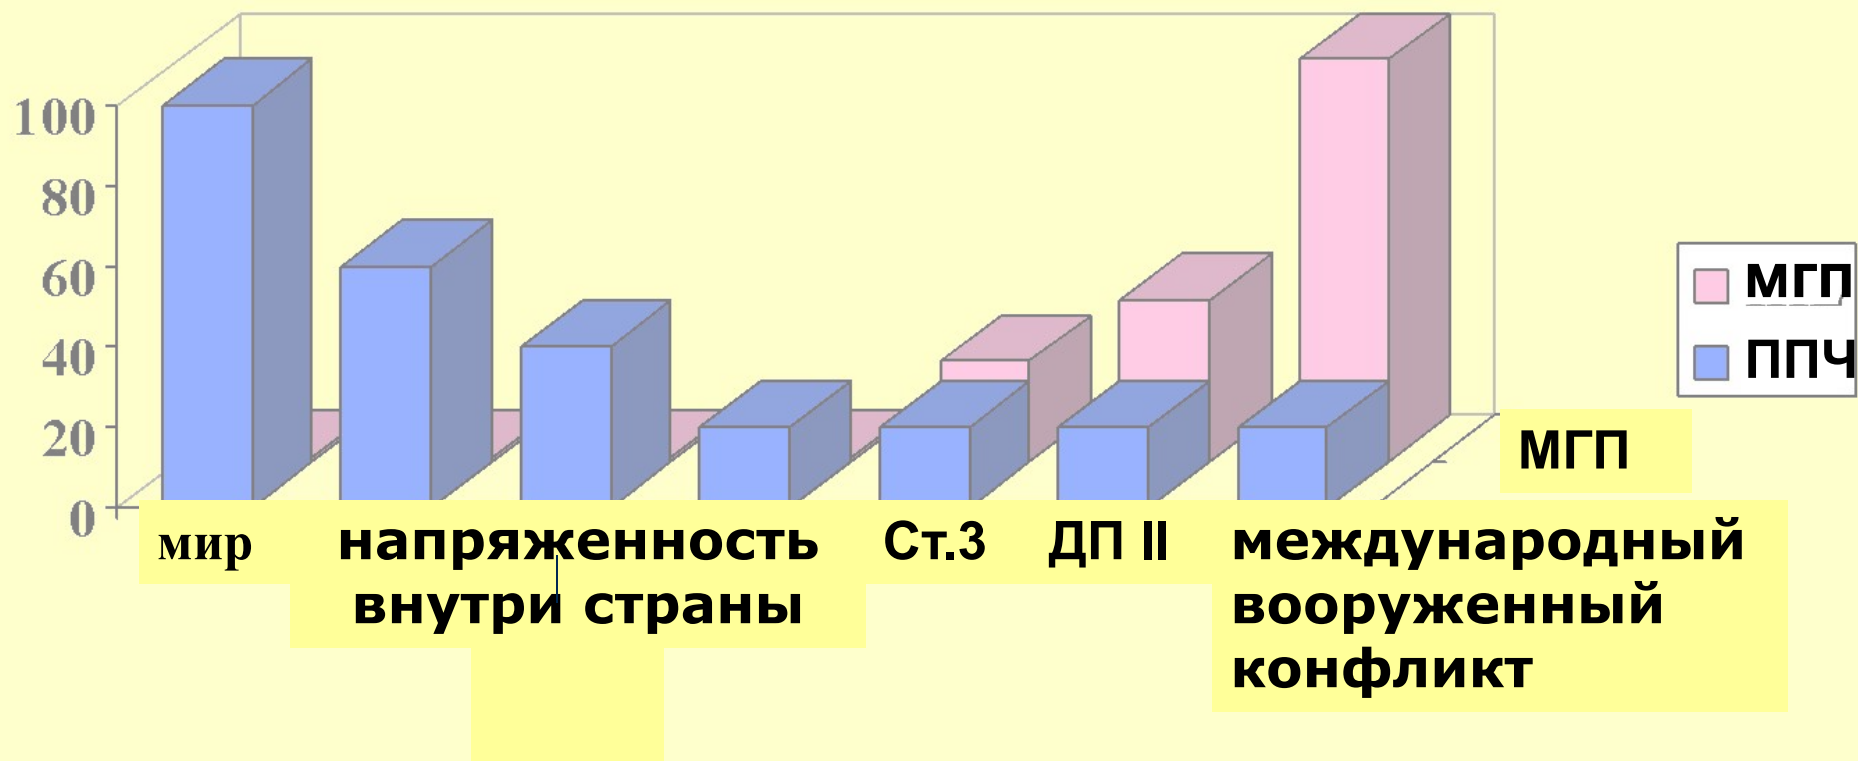 100
80
60
40
20
0
МГП
ППЧ
МГП
мир
напряженность
внутри страны
Ст.3
ДП II
международный
вооруженный
конфликт